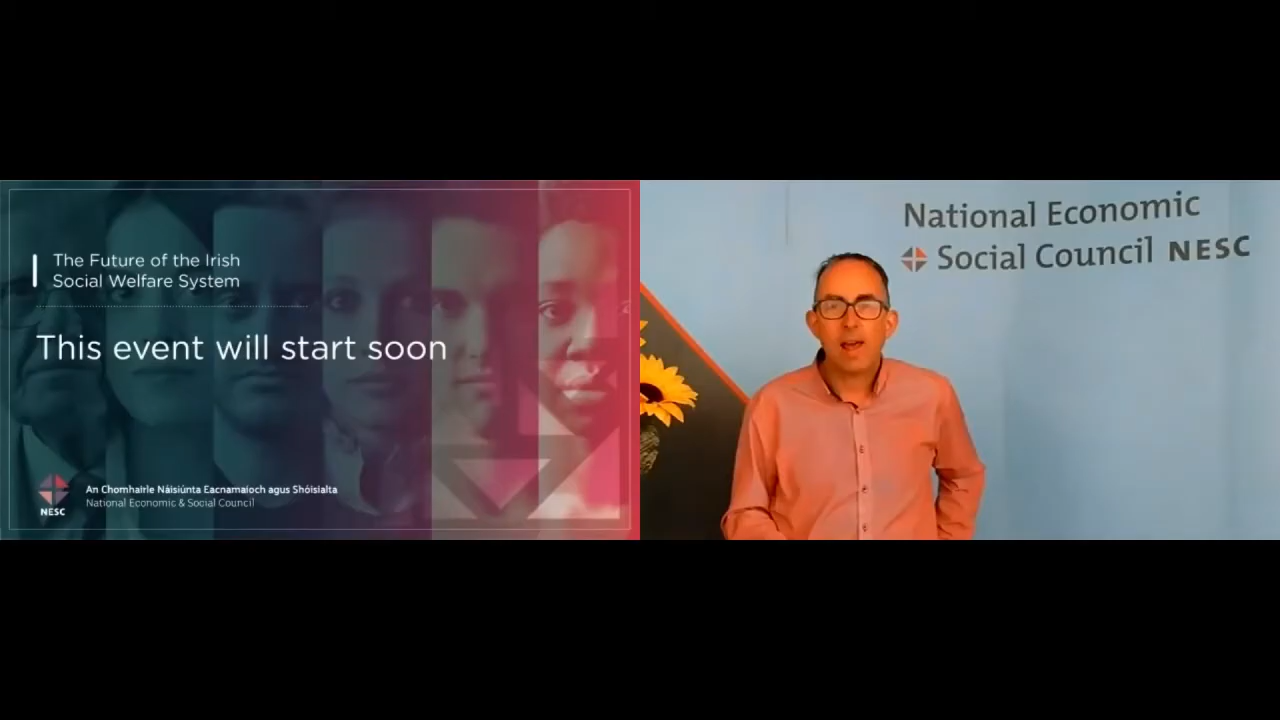 The Future of the Irish
Social Welfare System
This event will start soon
NESC
An Chomhairle Náisiúnta Eacnamaíoch agus Shóisialta
National Economic & Social Council
National Economic
Social Council NESC